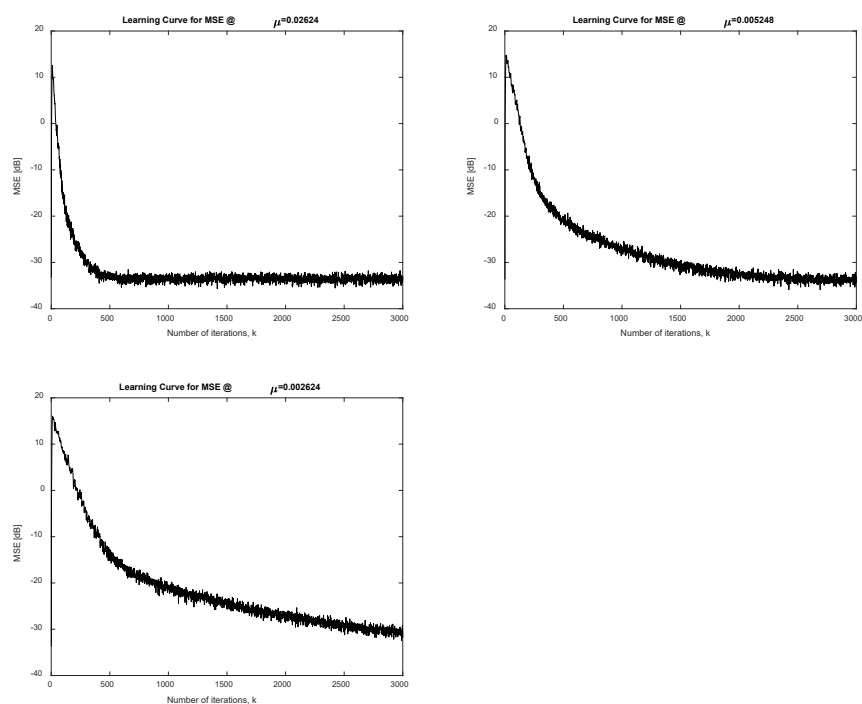 Learning Curve for MSE @ μ=0.02624
20
10
0
-10
-20
-30
-40
MSE [dB]
0 500 1000 1500 2000 2500 3000
Number of iterations, k
Learning Curve for MSE @ μ=0.005248
20
10
0
-10
-20
-30
-40
MSE [dB]
0 500 1000 1500 2000 2500 3000
Number of iterations, k
Learning Curve for MSE @ μ=0.002624
20
10
0
-10
-20
-30
-40
MSE [dB]
0 500 1000 1500 2000 2500 3000
Number of iterations, k